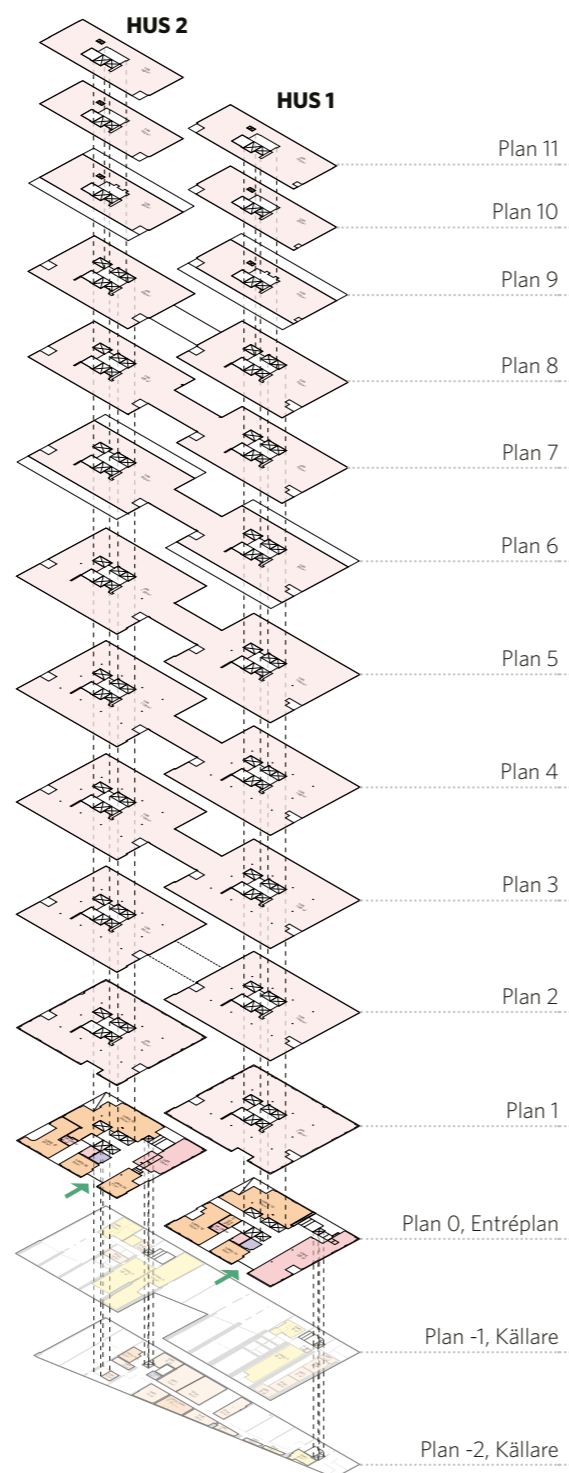 HUS 2
HUS 1
Plan 11
Plan 10
Plan 9
Plan 8
Plan 7
Plan 6
Plan 5
Plan 4
Plan 3
Plan 2
Plan 1
Plan 0, Entréplan
Plan -1, Källare
Plan -2, Källare